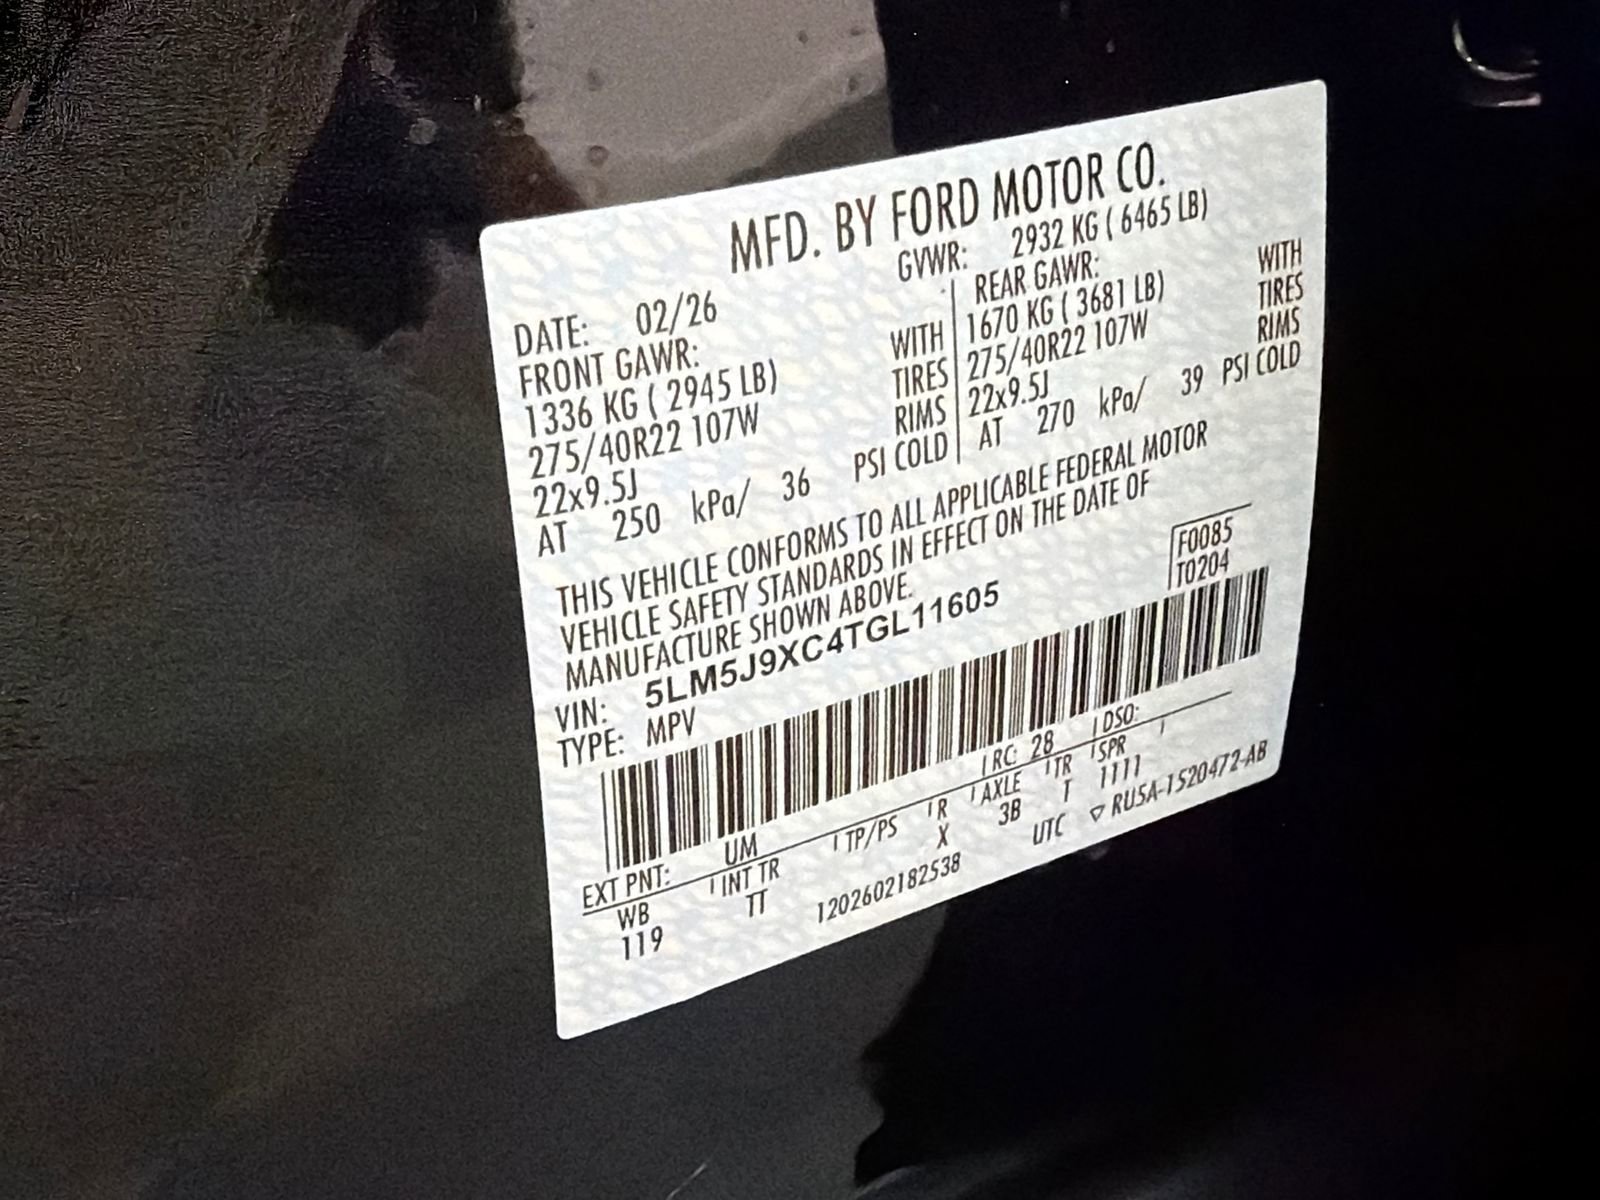 MFD. BY FORD MOTOR CO.
GVWR: 2932 KG ( 6465 LB)
DATE: 02/26
FRONT GAWR:
1336 KG ( 2945 LB) WITH
275/40R22 107W TIRES
22x9.5J RIMS
AT 250 kPa/ 36 PSI COLD
REAR GAWR:
1670 KG ( 3681 LB) WITH
275/40R22 107W TIRES
22x9.5J RIMS
AT 270 kPa/ 39 PSI COLD
THIS VEHICLE CONFORMS TO ALL APPLICABLE FEDERAL MOTOR
VEHICLE SAFETY STANDARDS IN EFFECT ON THE DATE OF
MANUFACTURE SHOWN ABOVE.
F0085
T0204
VIN: 5LM5J9XC4TGL11605
TYPE: MPV
EXT PNT: UM RC: 28 DSO:
WB INT TR TP/PS R AXLE TR SPR
119 TT X 3B T 1111
1202602182538 UTC ▽ RU5A-1520472-AB